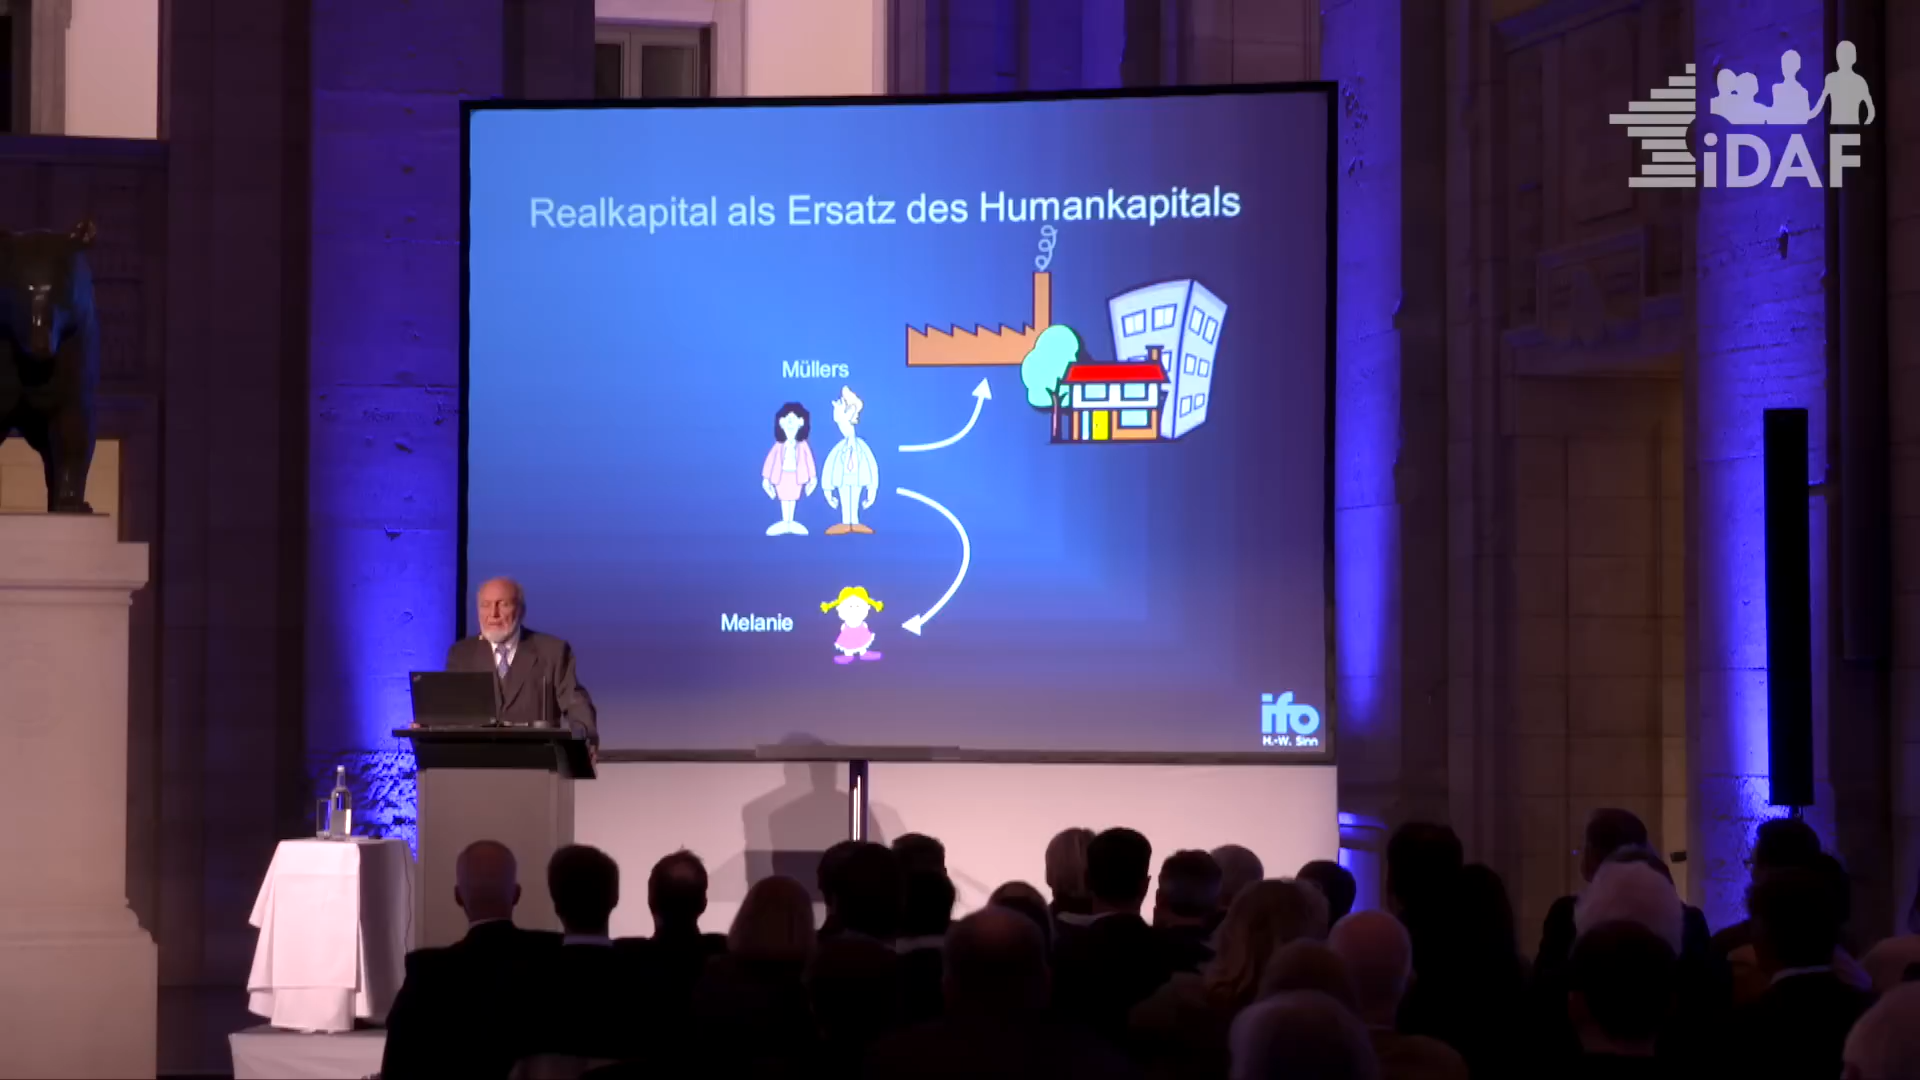 iDAF
Realkapital als Ersatz des Humankapitals
Müllers
Melanie
ifo
H.-W. Sinn